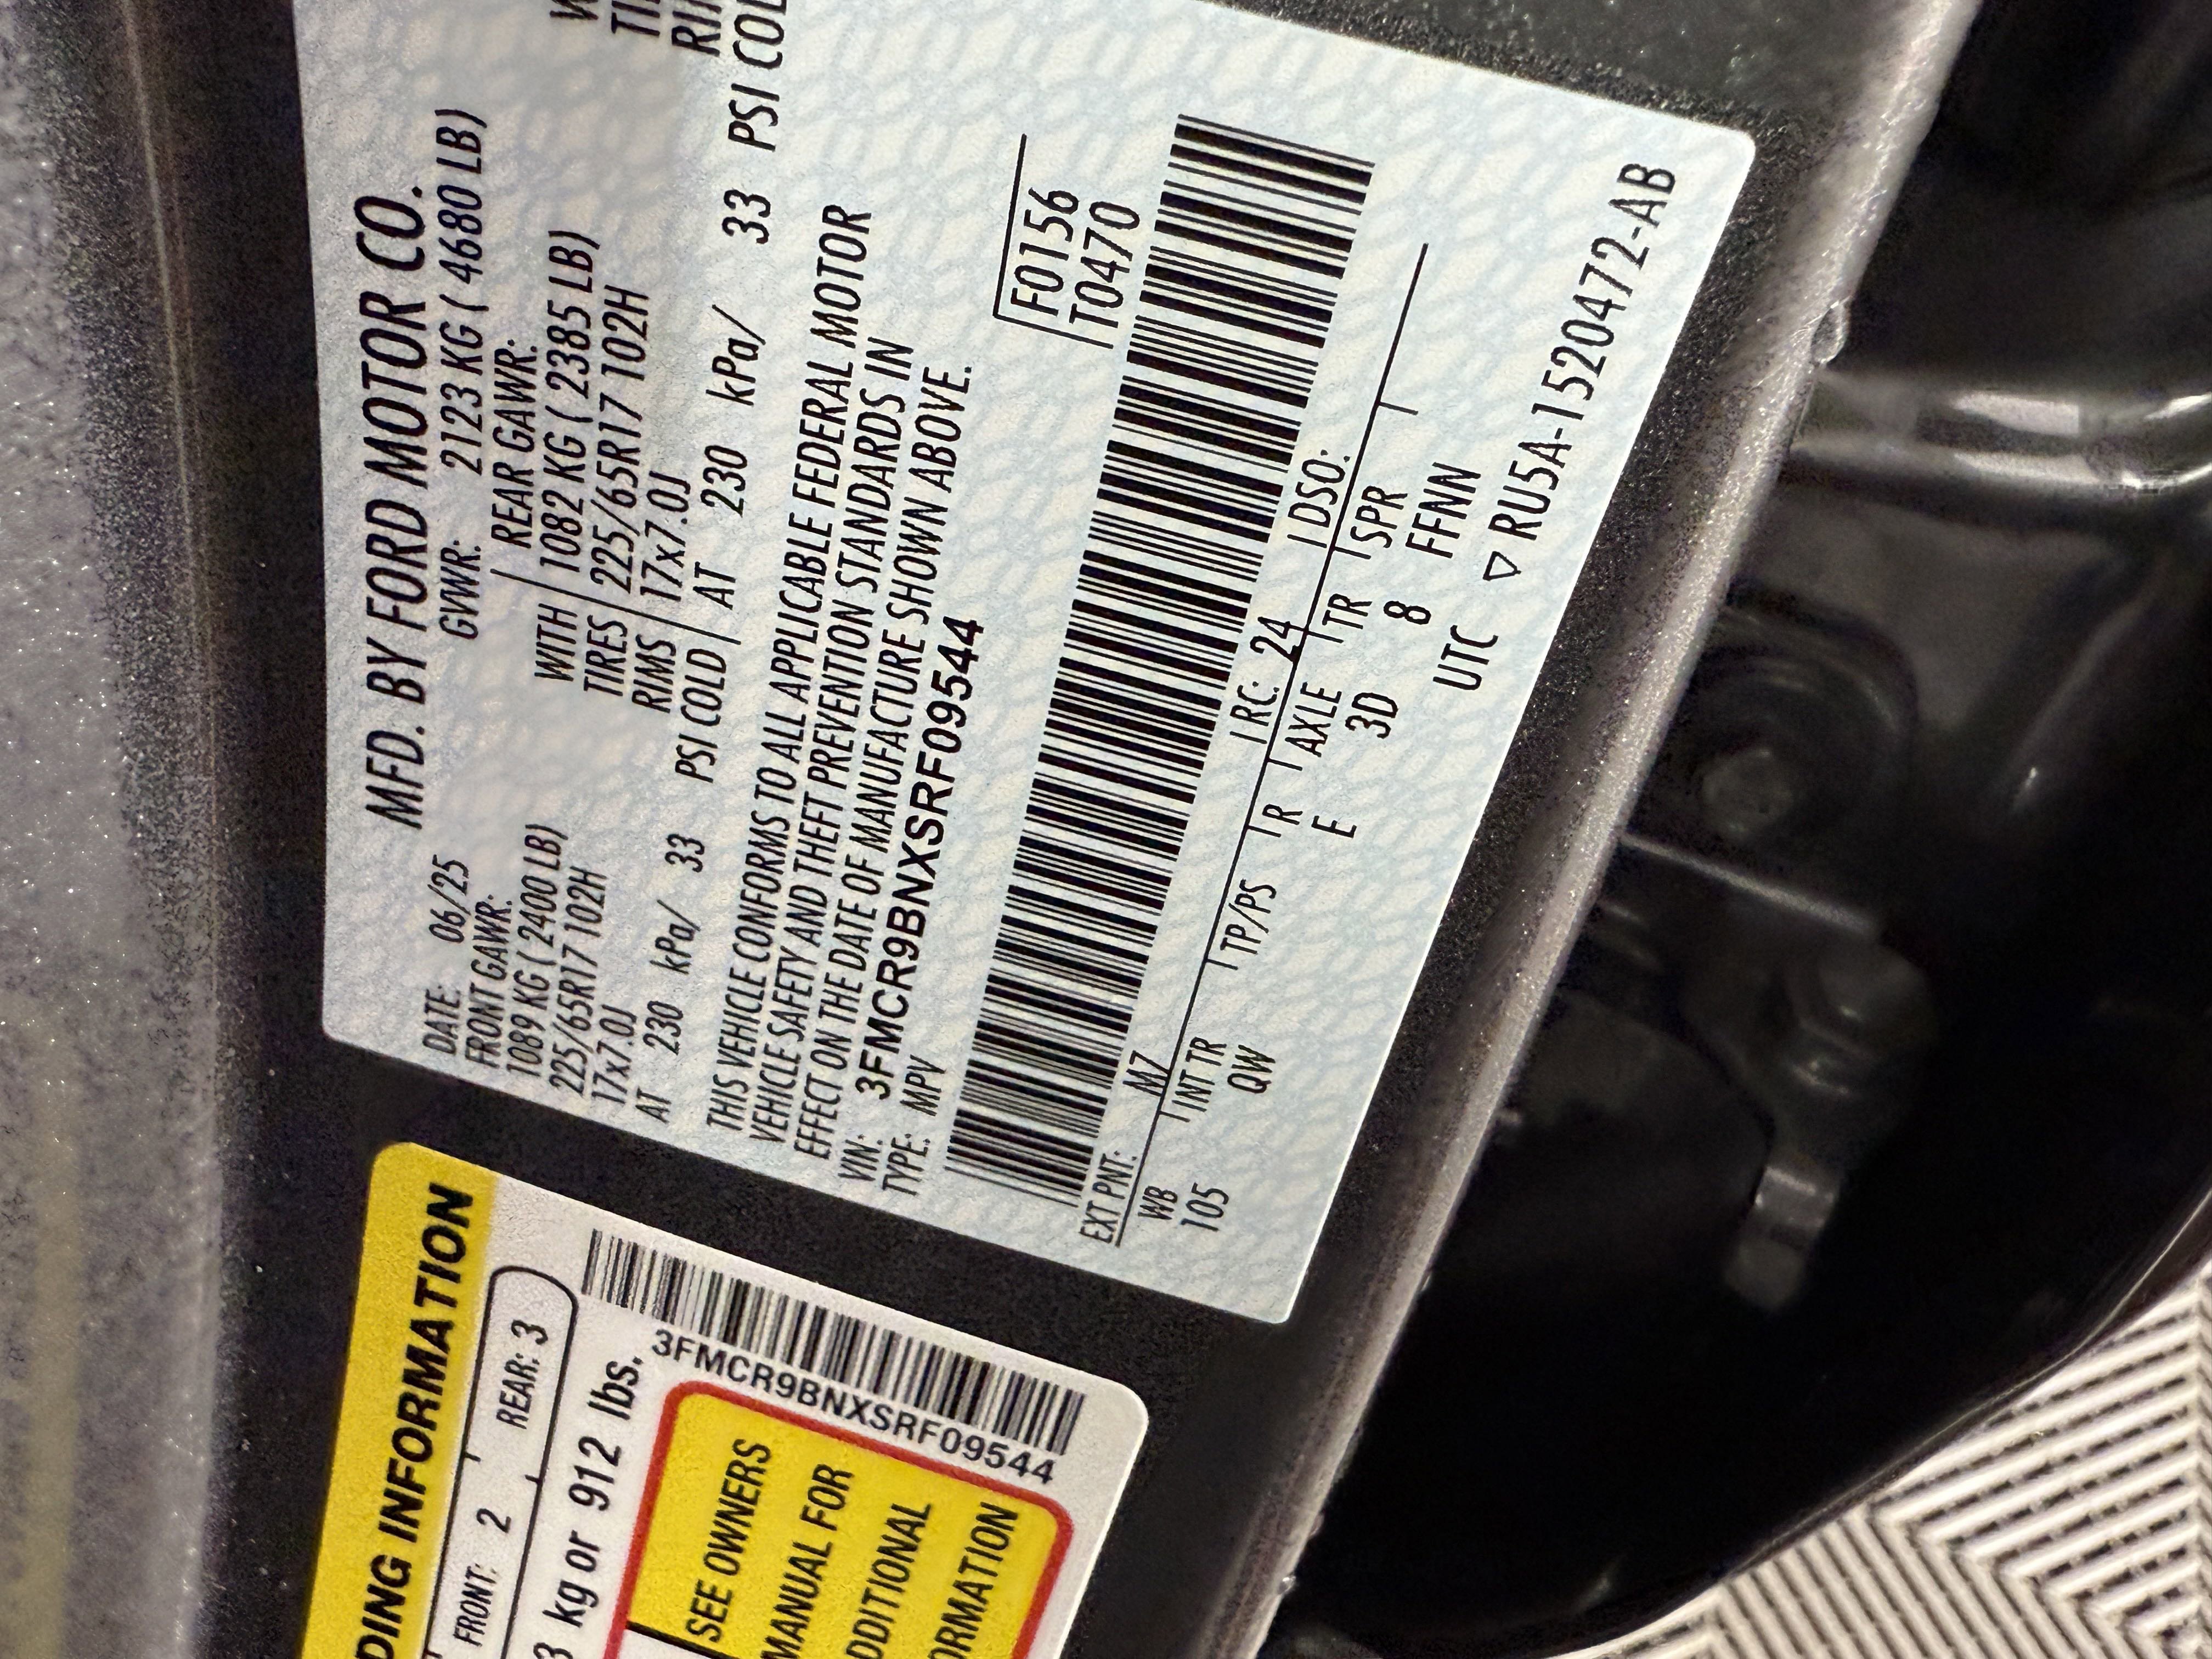 MFD. BY FORD MOTOR CO.
DATE: 06/25 GVWR: 2123 KG ( 4680 LB)
FRONT GAWR: REAR GAWR:
1089 KG ( 2400 LB) WITH 1082 KG ( 2385 LB)
225/65R17 102H TIRES 225/65R17 102H
17x7.0J RIMS 17x7.0J
AT 230 kPa/ 33 PSI COLD AT 230 kPa/ 33 PSI COL
THIS VEHICLE CONFORMS TO ALL APPLICABLE FEDERAL MOTOR
VEHICLE SAFETY AND THEFT PREVENTION STANDARDS IN
EFFECT ON THE DATE OF MANUFACTURE SHOWN ABOVE.
VIN: 3FMCR9BNXSRF09544
TYPE: MPV
F0156
T0470
EXT PNT: M7 RC: 24 DSO:
WB INT TR TP/PS R AXLE TR SPR
105 QW E 3D 8 FFNN
UTC ▽ RU5A-1520472-AB
DING INFORMATION
FRONT: 2 REAR: 3
3 kg or 912 lbs.
3FMCR9BNXSRF09544
SEE OWNERS
MANUAL FOR
DDITIONAL
ORMATION